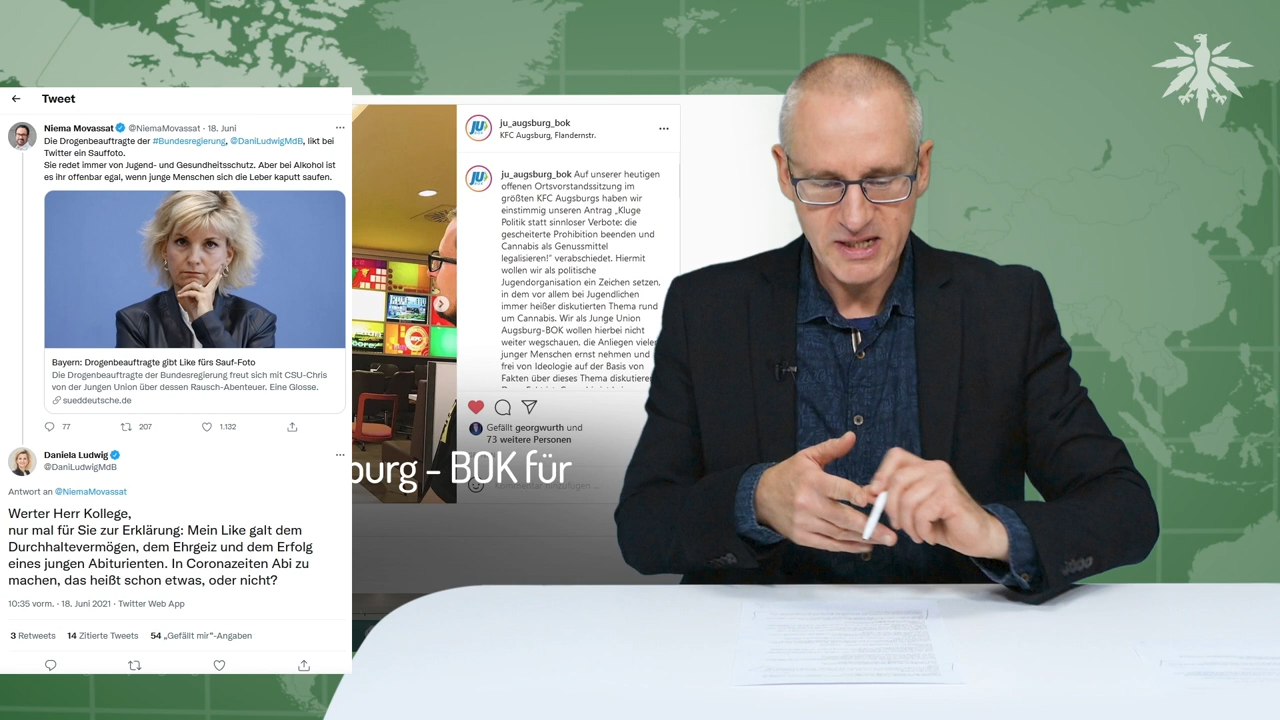 Tweet
Niema Movassat @NiemaMovassat · 18. Juni
Die Drogenbeauftragte der #Bundesregierung, @DaniLudwigMdB, likt bei
Twitter ein Sauffoto.
Sie redet immer von Jugend- und Gesundheitsschutz. Aber bei Alkohol ist
es ihr offenbar egal, wenn junge Menschen sich die Leber kaputt saufen.
Bayern: Drogenbeauftragte gibt Like fürs Sauf-Foto
Die Drogenbeauftragte der Bundesregierung freut sich mit CSU-Chris
von der Jungen Union über dessen Rausch-Abenteuer. Eine Glosse.
sueddeutsche.de
77 207 1.132
Daniela Ludwig
@DaniLudwigMdB
Antwort an @NiemaMovassat
Werter Herr Kollege,
nur mal für Sie zur Erklärung: Mein Like galt dem
Durchhaltevermögen, dem Ehrgeiz und dem Erfolg
eines jungen Abiturienten. In Coronazeiten Abi zu
machen, das heißt schon etwas, oder nicht?
10:35 vorm. · 18. Juni 2021 · Twitter Web App
3 Retweets 14 Zitierte Tweets 54 „Gefällt mir“-Angaben
JU
ju_augsburg_bok
KFC Augsburg, Flandernstr.
JU
ju_augsburg_bok Auf unserer heutigen
offenen Ortsvorstandssitzung im
größten KFC Augsburgs haben wir
einstimmig unseren Antrag „Kluge
Politik statt sinnloser Verbote: die
gescheiterte Prohibition beenden und
Cannabis als Genussmittel
legalisieren!“ verabschiedet. Hiermit
wollen wir als politische
Jugendorganisation ein Zeichen setzen,
in dem vor allem bei Jugendlichen
immer heißer diskutierten Thema rund
um Cannabis. Wir als Junge Union
Augsburg-BOK wollen hierbei nicht
weiter wegschauen, die Anliegen vieler
junger Menschen ernst nehmen und
frei von Ideologie auf der Basis von
Fakten über dieses Thema diskutieren.
Gefällt georgwurth und
73 weitere Personen
Kommentar hinzufügen ...
burg – BOK für